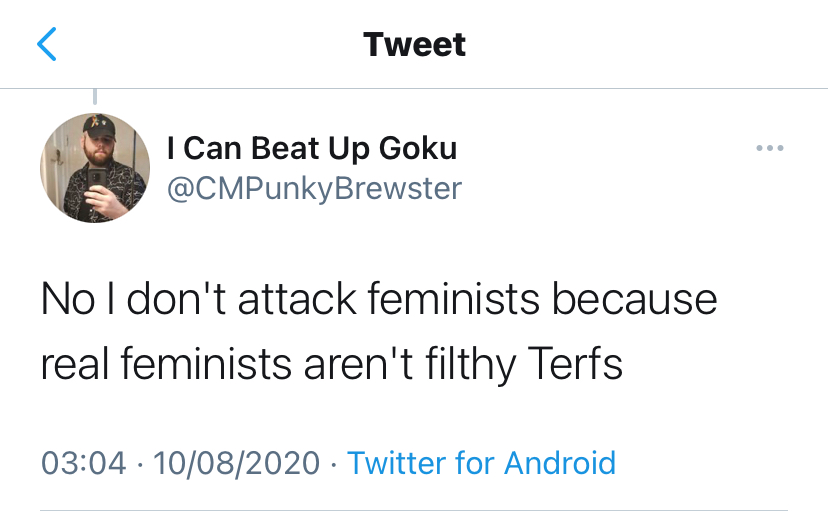 Tweet
I Can Beat Up Goku
@CMPunkyBrewster
No I don't attack feminists because
real feminists aren't filthy Terfs
03:04 · 10/08/2020 · Twitter for Android